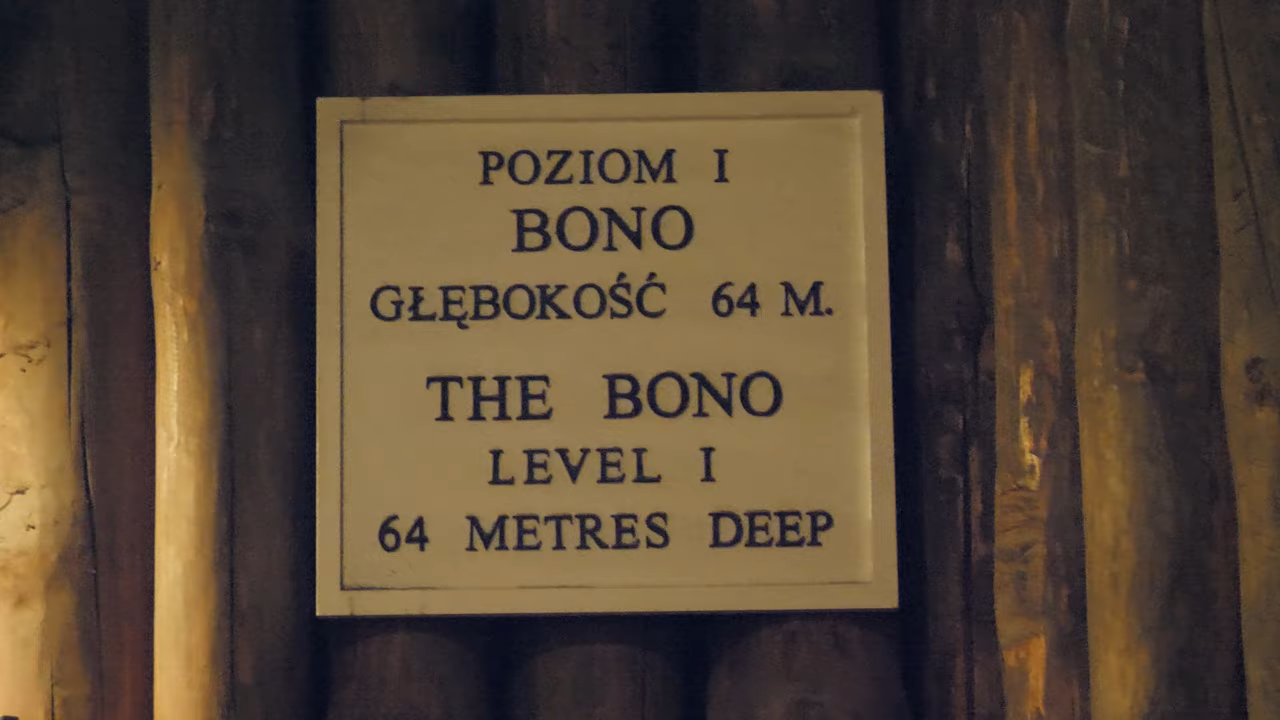 POZIOM I
BONO
GŁĘBOKOŚĆ 64 M.
THE BONO
LEVEL I
64 METRES DEEP